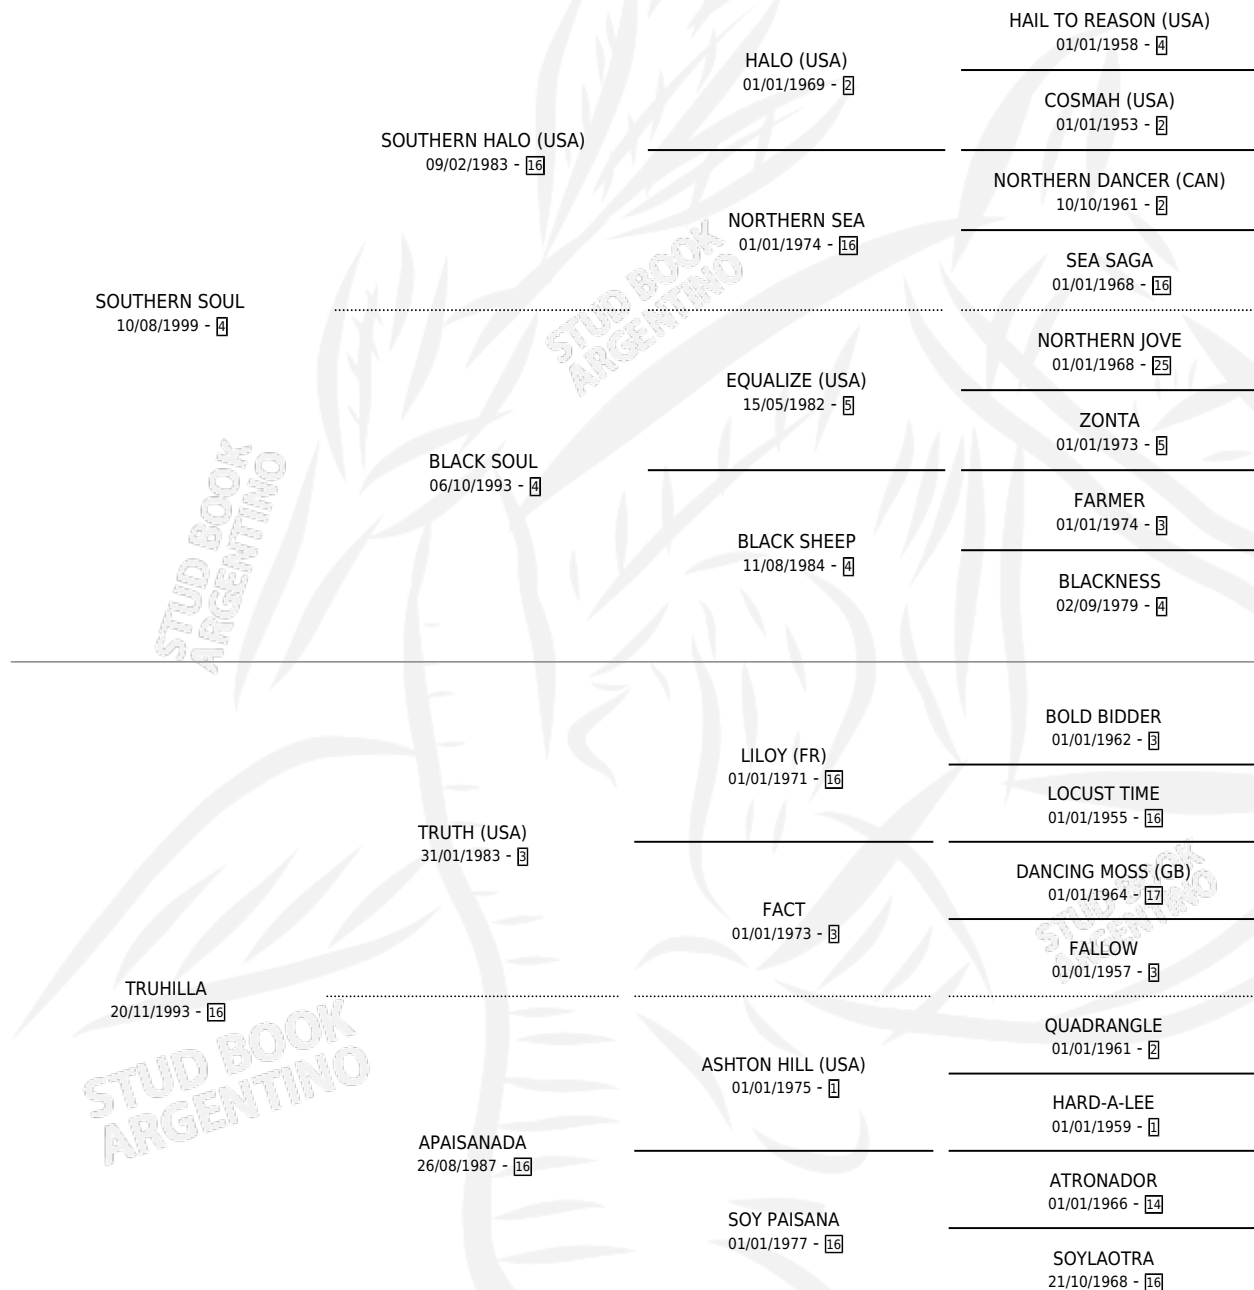 HAIL TO REASON (USA)
01/01/1958 - 4
HALO (USA)
01/01/1969 - 2
COSMAH (USA)
01/01/1953 - 2
SOUTHERN HALO (USA)
09/02/1983 - 16
NORTHERN DANCER (CAN)
10/10/1961 - 2
NORTHERN SEA
01/01/1974 - 16
SEA SAGA
01/01/1968 - 16
SOUTHERN SOUL
10/08/1999 - 4
NORTHERN JOVE
01/01/1968 - 25
EQUALIZE (USA)
15/05/1982 - 5
ZONTA
01/01/1973 - 5
BLACK SOUL
06/10/1993 - 4
FARMER
01/01/1974 - 3
BLACK SHEEP
11/08/1984 - 4
BLACKNESS
02/09/1979 - 4
BOLD BIDDER
01/01/1962 - 3
LILOY (FR)
01/01/1971 - 16
LOCUST TIME
01/01/1955 - 16
TRUTH (USA)
31/01/1983 - 3
DANCING MOSS (GB)
01/01/1964 - 17
FACT
01/01/1973 - 3
FALLOW
01/01/1957 - 3
TRUHILLA
20/11/1993 - 16
QUADRANGLE
01/01/1961 - 2
ASHTON HILL (USA)
01/01/1975 - 1
HARD-A-LEE
01/01/1959 - 1
APAISANADA
26/08/1987 - 16
ATRONADOR
01/01/1966 - 14
SOY PAISANA
01/01/1977 - 16
SOYLAOTRA
21/10/1968 - 16
STUD BOOK
ARGENTINO
STUD BOOK
ARGENTINO
STUD BOOK
ARGENTINO
STUD BOOK
ARGENTINO